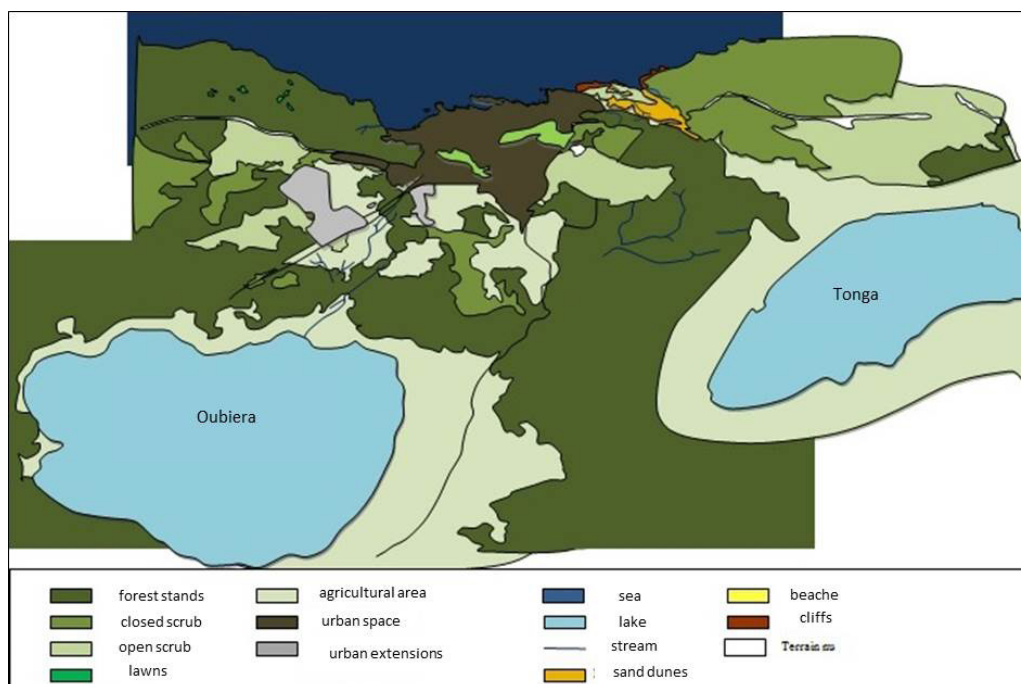 Tonga
Oubiera
forest stands
closed scrub
open scrub
lawns
agricultural area
urban space
urban extensions
sea
lake
stream
sand dunes
beache
cliffs
Terrain